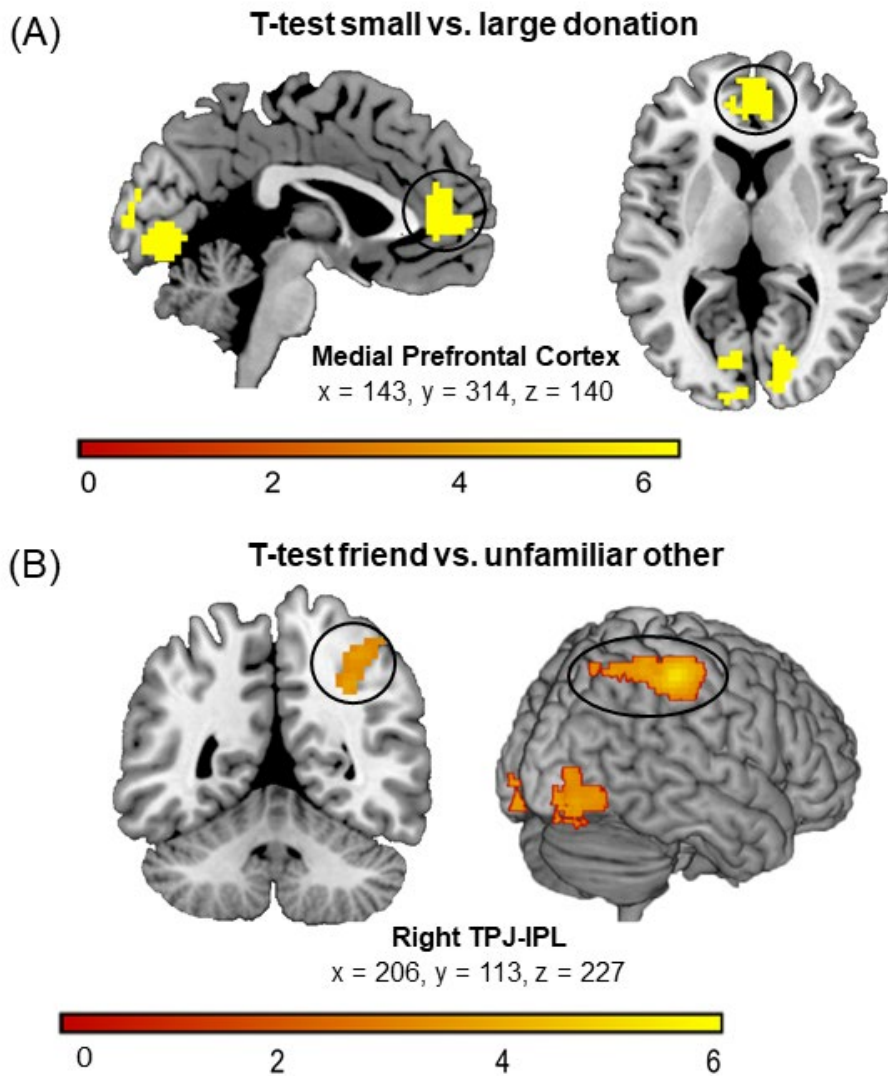 (A)
T-test small vs. large donation
Medial Prefrontal Cortex
x = 143, y = 314, z = 140
0 2 4 6
(B)
T-test friend vs. unfamiliar other
Right TPJ-IPL
x = 206, y = 113, z = 227
0 2 4 6